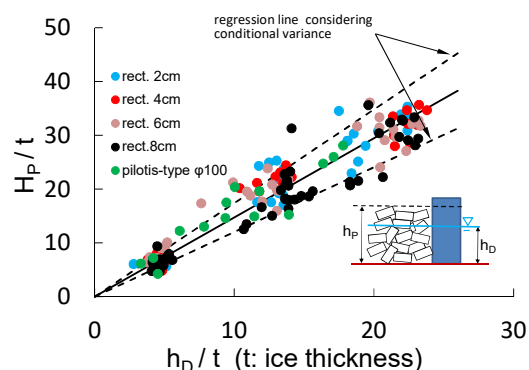 regression line considering
conditional variance
50
40
30
20
10
0
H_P / t
rect. 2cm
rect. 4cm
rect. 6cm
rect.8cm
pilotis-type φ100
h_P
h_D
0
10
20
30
h_D / t (t: ice thickness)